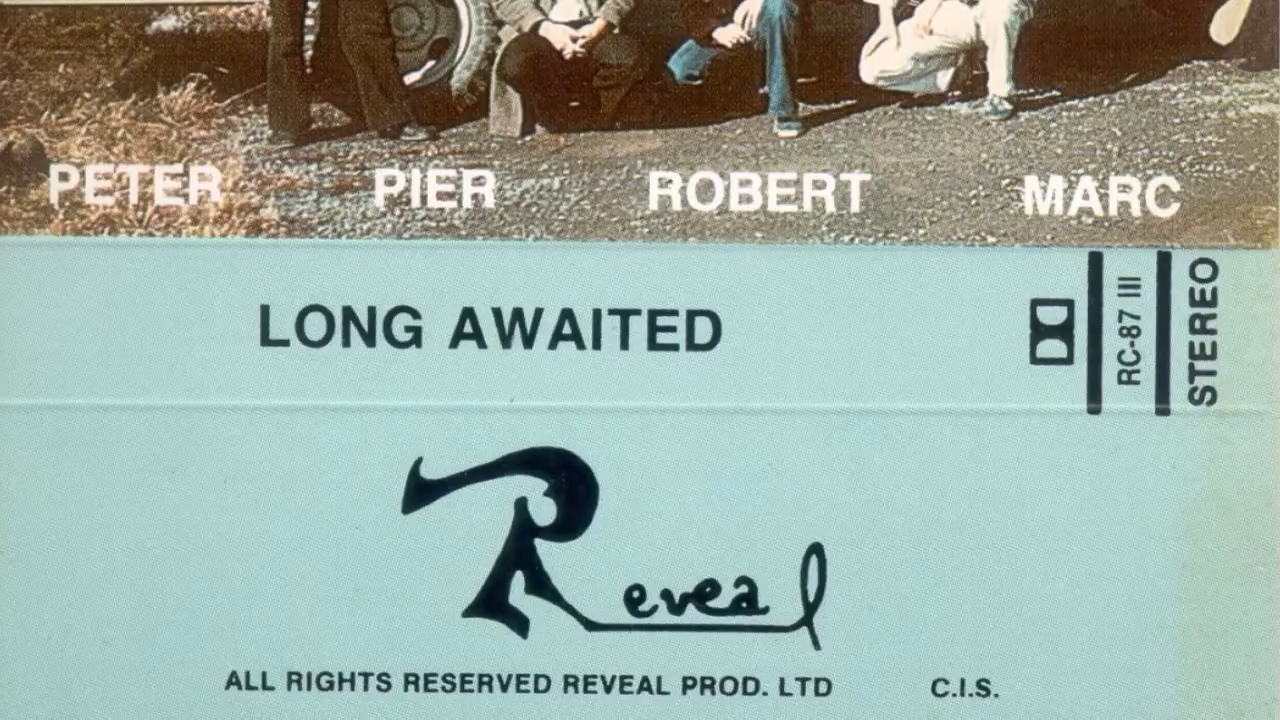 PETER PIER ROBERT MARC
LONG AWAITED
RC-87 III
STEREO
Reveal
ALL RIGHTS RESERVED REVEAL PROD. LTD C.I.S.